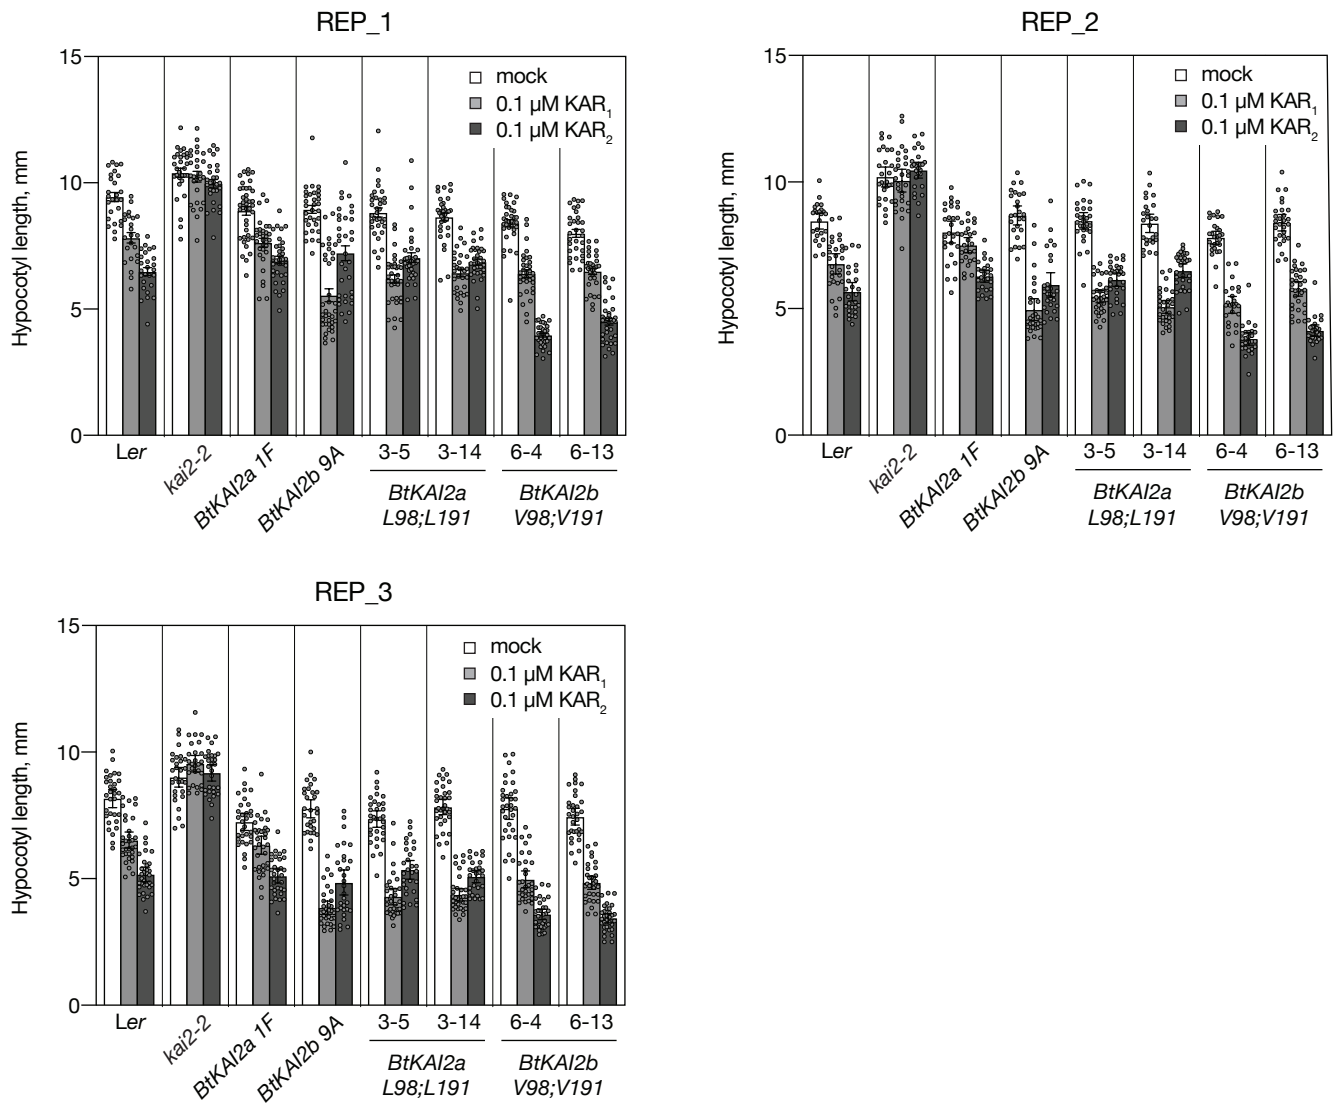 REP_1
15
10
5
0
Hypocotyl length, mm
mock
0.1 µM KAR1
0.1 µM KAR2
Ler
kai2-2
BtKAI2a 1F
BtKAI2b 9A
3-5
3-14
6-4
6-13
BtKAI2a
L98;L191
BtKAI2b
V98;V191
REP_2
15
10
5
0
Hypocotyl length, mm
mock
0.1 µM KAR1
0.1 µM KAR2
Ler
kai2-2
BtKAI2a 1F
BtKAI2b 9A
3-5
3-14
6-4
6-13
BtKAI2a
L98;L191
BtKAI2b
V98;V191
REP_3
15
10
5
0
Hypocotyl length, mm
mock
0.1 µM KAR1
0.1 µM KAR2
Ler
kai2-2
BtKAI2a 1F
BtKAI2b 9A
3-5
3-14
6-4
6-13
BtKAI2a
L98;L191
BtKAI2b
V98;V191